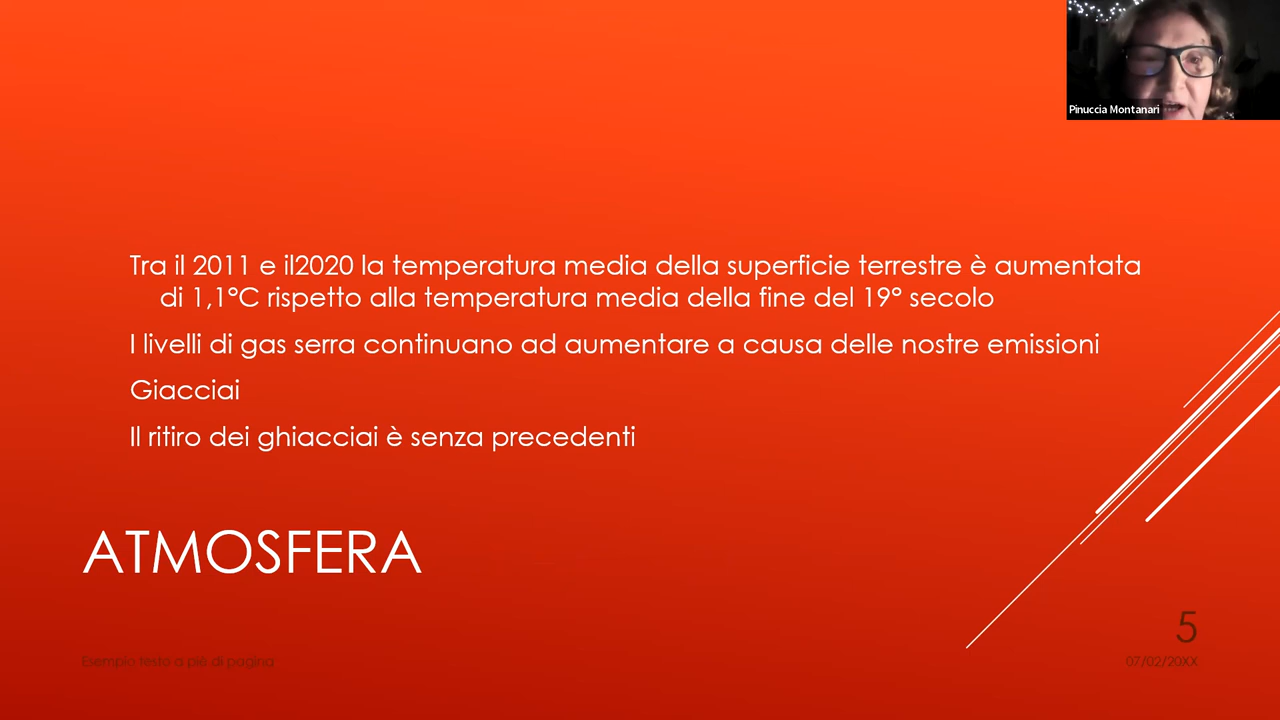 Pinuccia Montanari
Tra il 2011 e il2020 la temperatura media della superficie terrestre è aumentata
di 1,1°C rispetto alla temperatura media della fine del 19° secolo
I livelli di gas serra continuano ad aumentare a causa delle nostre emissioni
Giacciai
Il ritiro dei ghiacciai è senza precedenti
ATMOSFERA
5
Esempio testo a piè di pagina
07/02/20XX